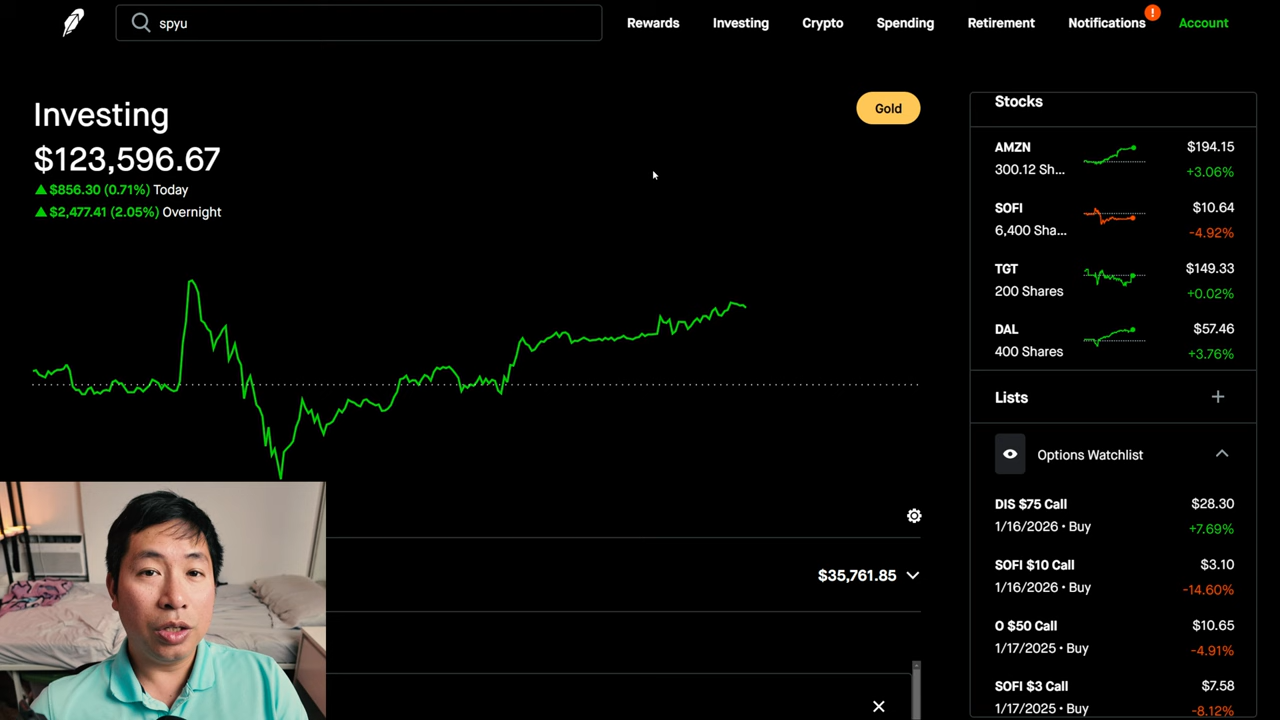 spyu
Rewards
Investing
Crypto
Spending
Retirement
Notifications
!
Account
Investing
$123,596.67
$856.30 (0.71%) Today
$2,477.41 (2.05%) Overnight
Gold
$35,761.85
Stocks
AMZN $194.15
300.12 Sh... +3.06%
SOFI $10.64
6,400 Sha... -4.92%
TGT $149.33
200 Shares +0.02%
DAL $57.46
400 Shares +3.76%
Lists
Options Watchlist
DIS $75 Call $28.30
1/16/2026 • Buy +7.69%
SOFI $10 Call $3.10
1/16/2026 • Buy -14.60%
O $50 Call $10.65
1/17/2025 • Buy -4.91%
SOFI $3 Call $7.58
1/17/2025 • Buy -8.12%